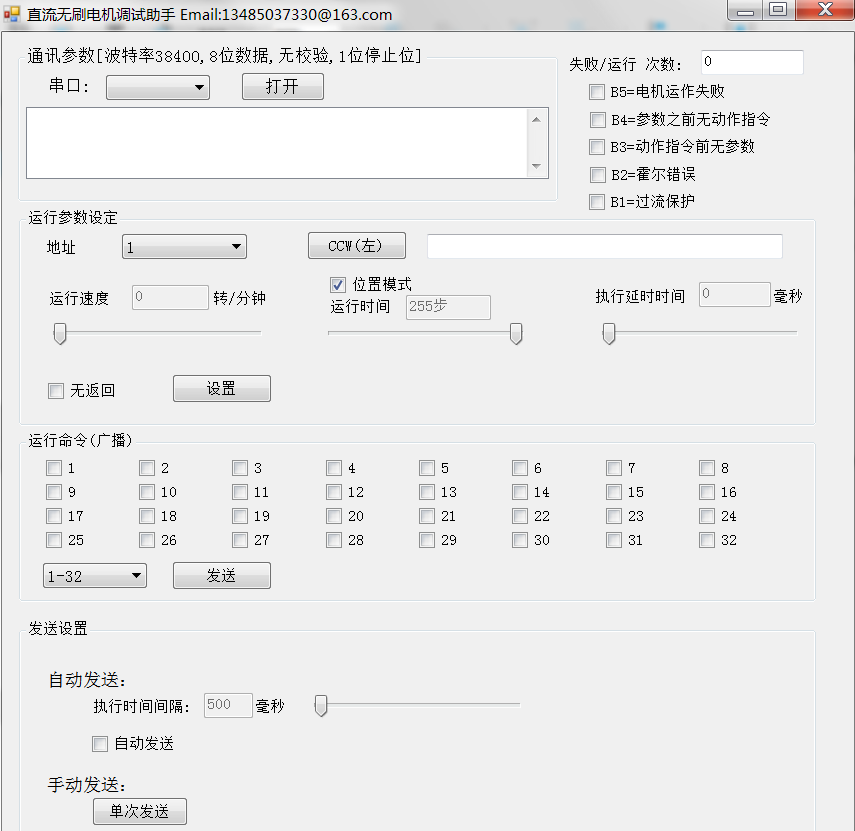 直流无刷电机调试助手 Email:13485037330@163.com
通讯参数[波特率38400,8位数据,无校验,1位停止位]
串口: 打开
失败/运行 次数: 0
B5=电机运作失败
B4=参数之前无动作指令
B3=动作指令前无参数
B2=霍尔错误
B1=过流保护
运行参数设定
地址 1 CCW(左)
运行速度 0 转/分钟
位置模式
运行时间 255步
执行延时时间 0 毫秒
无返回 设置
运行命令(广播)
1 2 3 4 5 6 7 8
9 10 11 12 13 14 15 16
17 18 19 20 21 22 23 24
25 26 27 28 29 30 31 32
1-32 发送
发送设置
自动发送:
执行时间间隔: 500 毫秒
自动发送
手动发送:
单次发送